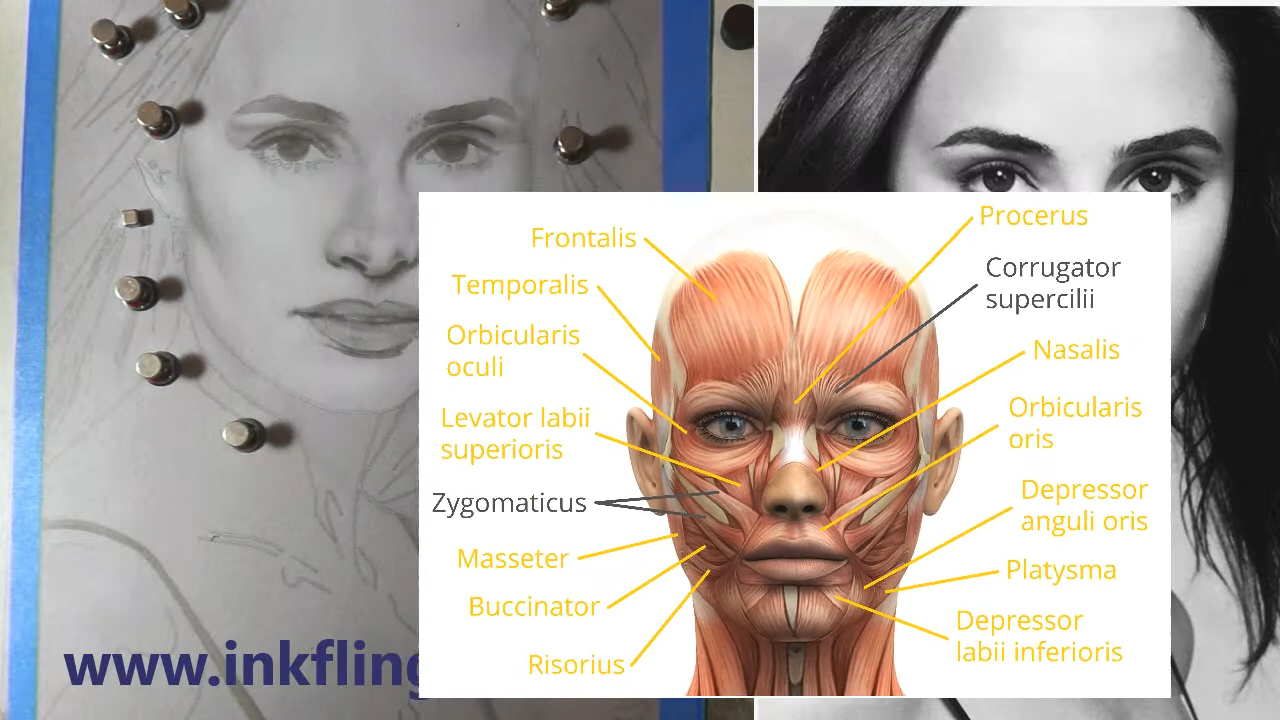 Frontalis
Temporalis
Orbicularis
oculi
Levator labii
superioris
Zygomaticus
Masseter
Buccinator
Risorius
Procerus
Corrugator
supercilii
Nasalis
Orbicularis
oris
Depressor
anguli oris
Platysma
Depressor
labii inferioris
www.inkfling